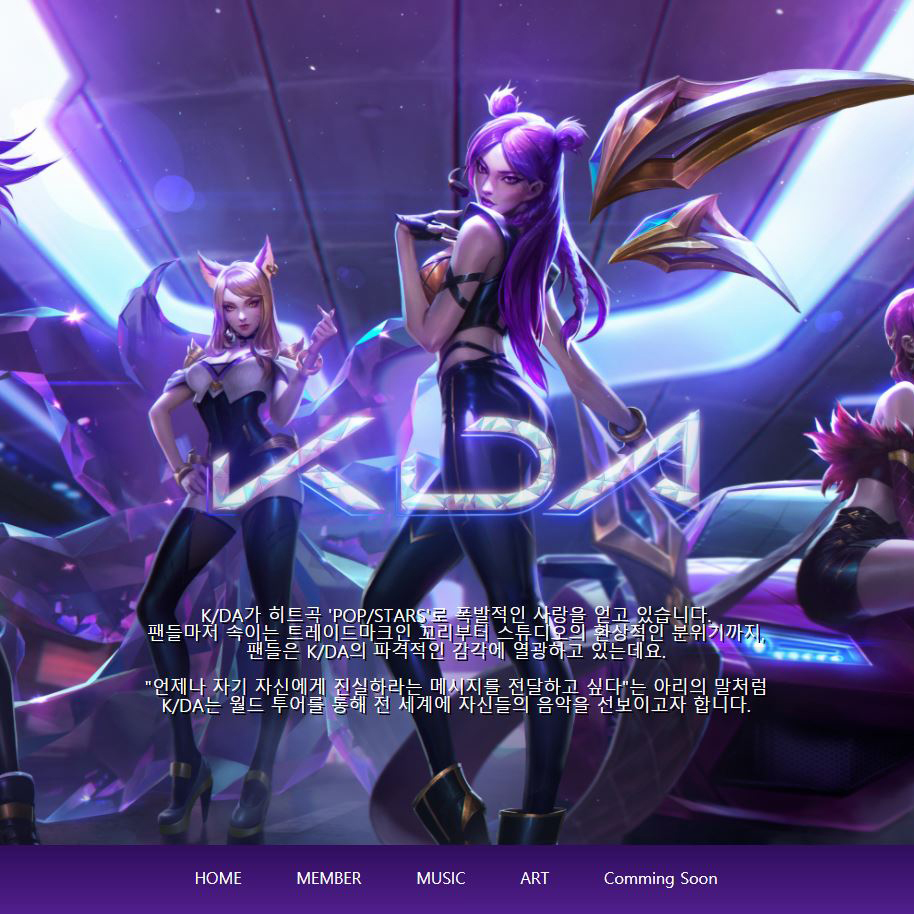 K/DA
K/DA가 히트곡 'POP/STARS'로 폭발적인 사랑을 얻고 있습니다.
팬들마저 속이는 트레이드마크인 꼬리부터 스튜디오의 환상적인 분위기까지,
팬들은 K/DA의 파격적인 감각에 열광하고 있는데요.
"언제나 자기 자신에게 진실하라는 메시지를 전달하고 싶다"는 아리의 말처럼
K/DA는 월드 투어를 통해 전 세계에 자신들의 음악을 선보이고자 합니다.
HOME MEMBER MUSIC ART Comming Soon